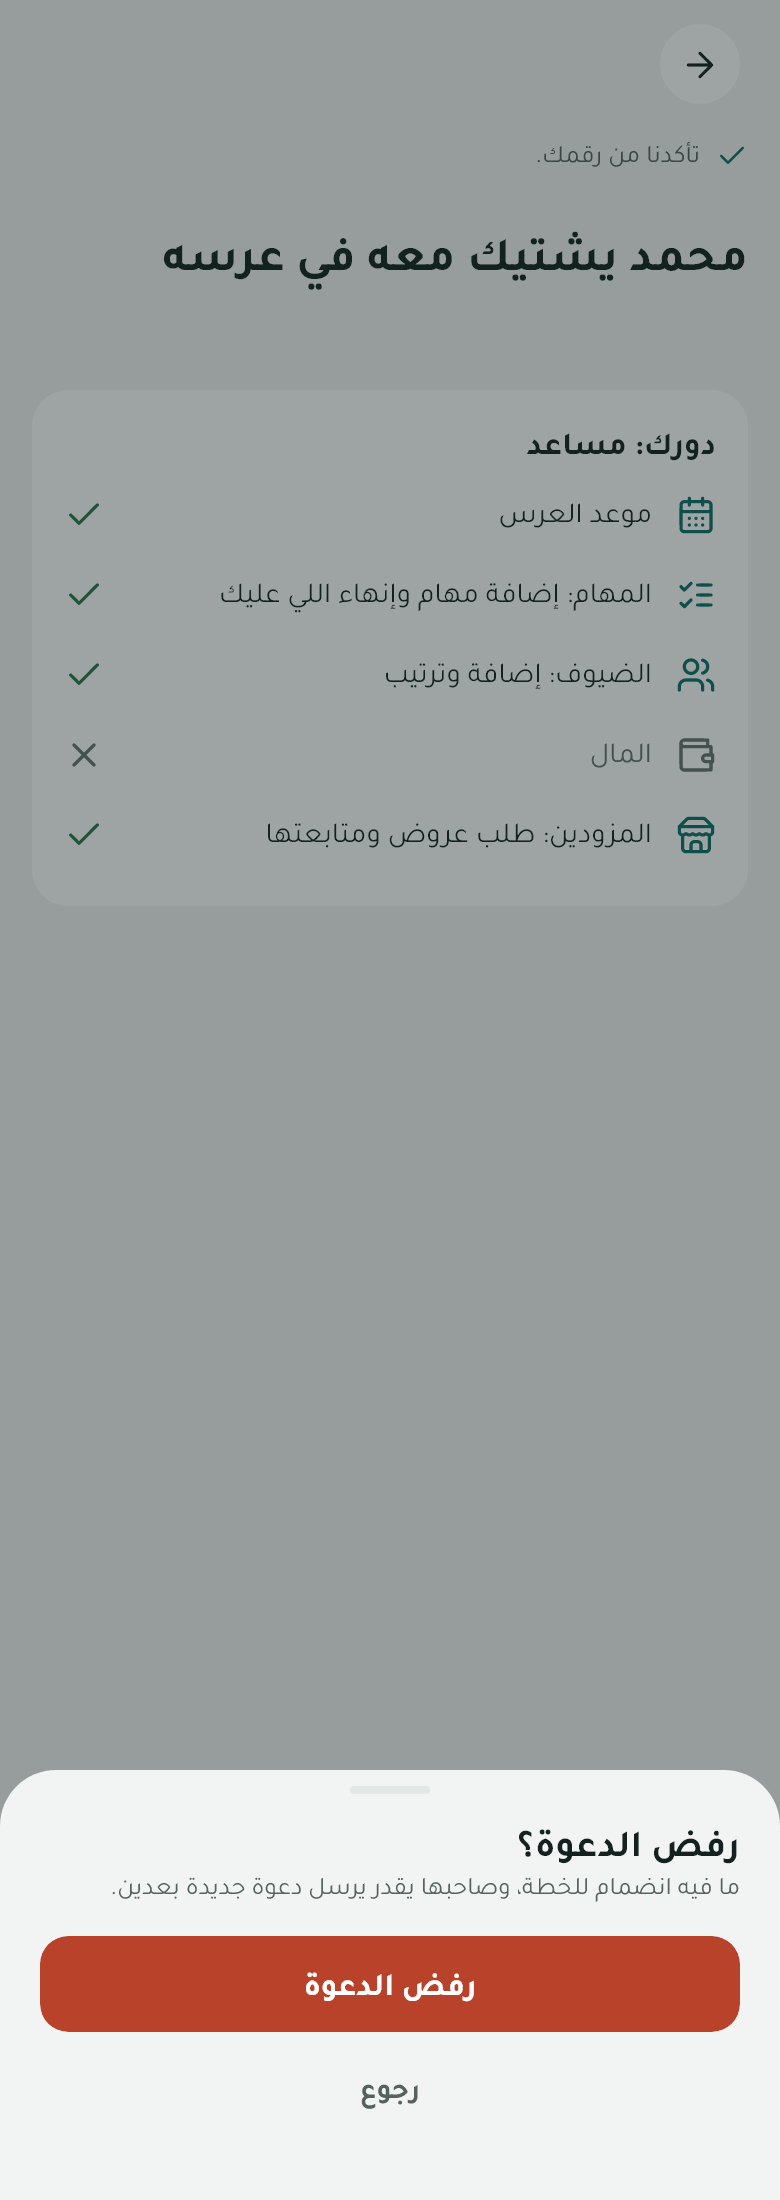 تأكدنا من رقمك.
محمد يشتيك معه في عرسه
دورك: مساعد
موعد العرس
المهام: إضافة مهام وإنهاء اللي عليك
الضيوف: إضافة وترتيب
المال
المزودين: طلب عروض ومتابعتها
رفض الدعوة؟
ما فيه انضمام للخطة، وصاحبها يقدر يرسل دعوة جديدة بعدين.
رفض الدعوة
رجوع